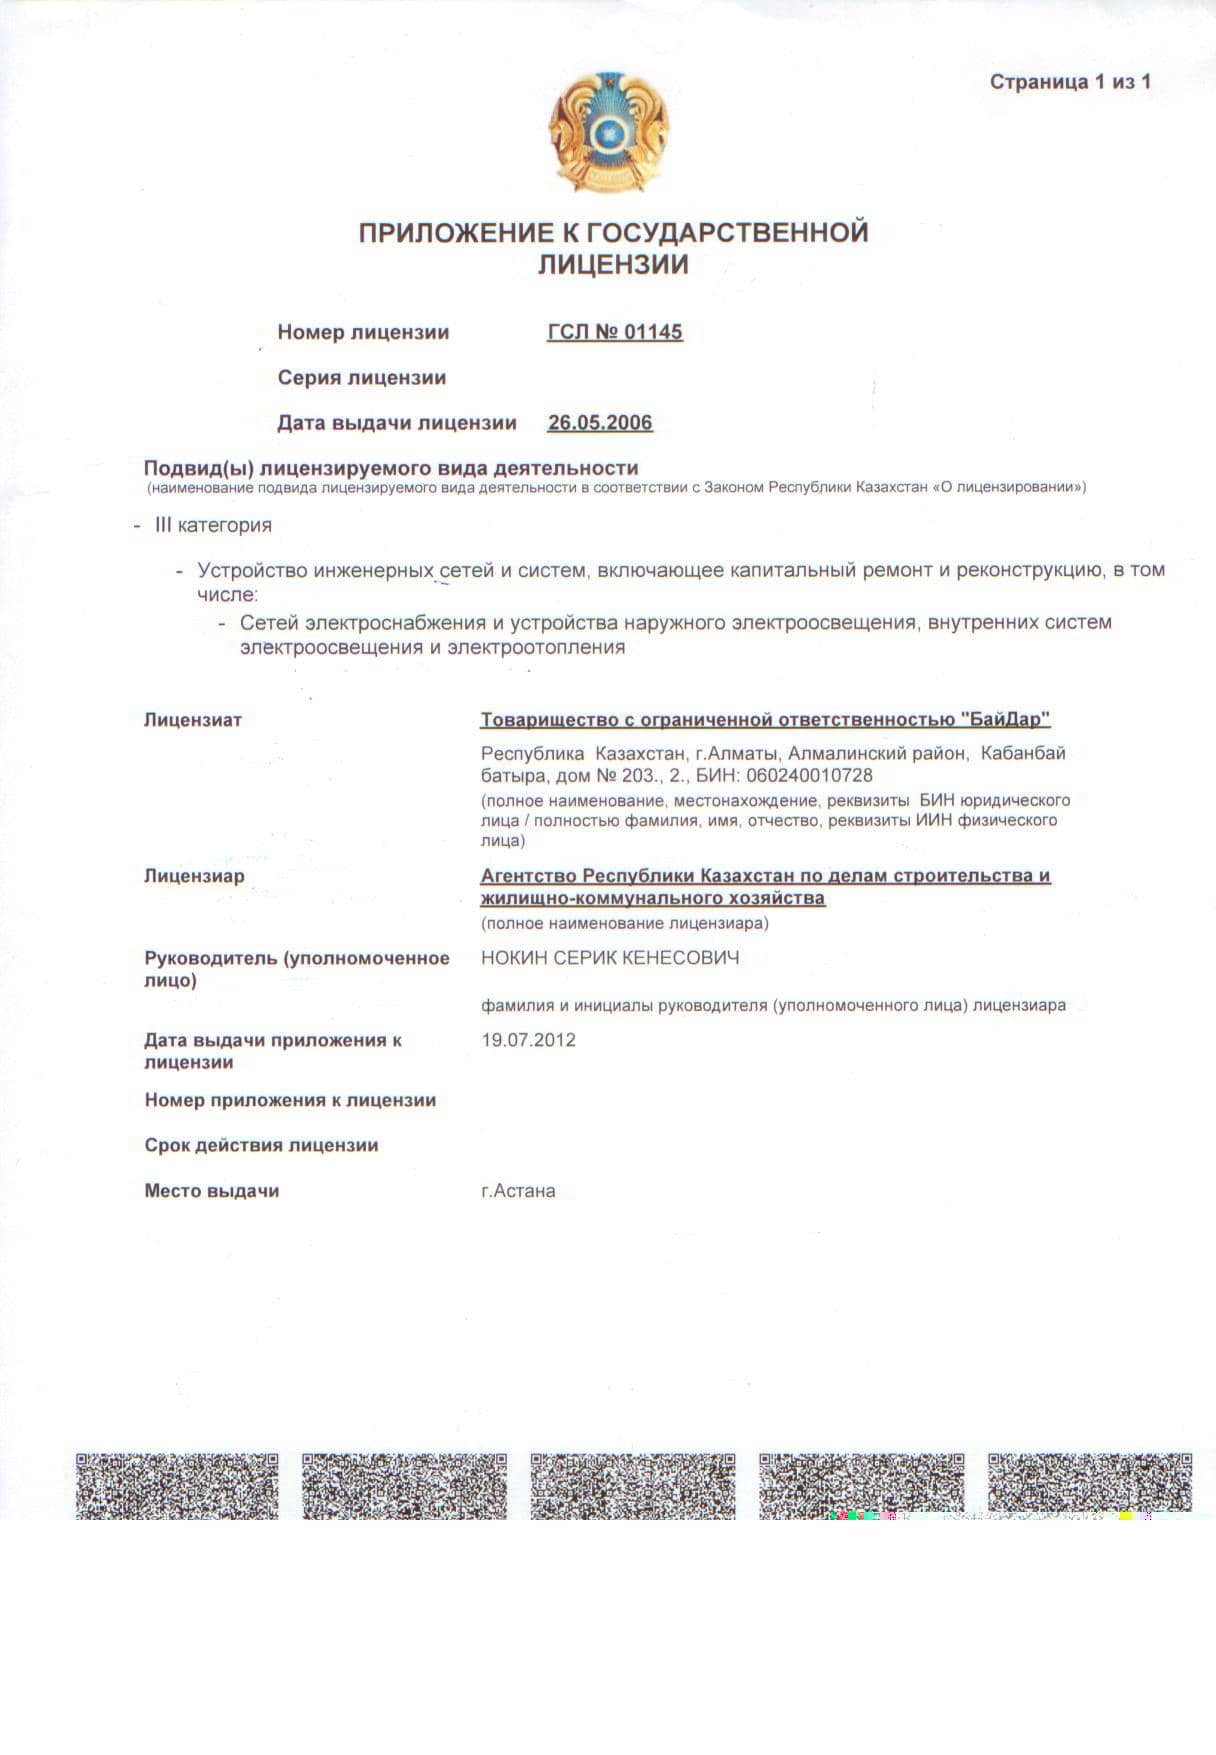 Страница 1 из 1
ПРИЛОЖЕНИЕ К ГОСУДАРСТВЕННОЙ
ЛИЦЕНЗИИ
Номер лицензии ГСЛ № 01145
Серия лицензии
Дата выдачи лицензии 26.05.2006
Подвид(ы) лицензируемого вида деятельности
(наименование подвида лицензируемого вида деятельности в соответствии с Законом Республики Казахстан «О лицензировании»)
- III категория
- Устройство инженерных сетей и систем, включающее капитальный ремонт и реконструкцию, в том
числе:
- Сетей электроснабжения и устройства наружного электроосвещения, внутренних систем
электроосвещения и электроотопления
Лицензиат Товарищество с ограниченной ответственностью "БайДар"
Республика Казахстан, г.Алматы, Алмалинский район, Кабанбай
батыра, дом № 203., 2., БИН: 060240010728
(полное наименование, местонахождение, реквизиты БИН юридического
лица / полностью фамилия, имя, отчество, реквизиты ИИН физического
лица)
Лицензиар Агентство Республики Казахстан по делам строительства и
жилищно-коммунального хозяйства
(полное наименование лицензиара)
Руководитель (уполномоченное НОКИН СЕРИК КЕНЕСОВИЧ
лицо)
фамилия и инициалы руководителя (уполномоченного лица) лицензиара
Дата выдачи приложения к 19.07.2012
лицензии
Номер приложения к лицензии
Срок действия лицензии
Место выдачи г.Астана